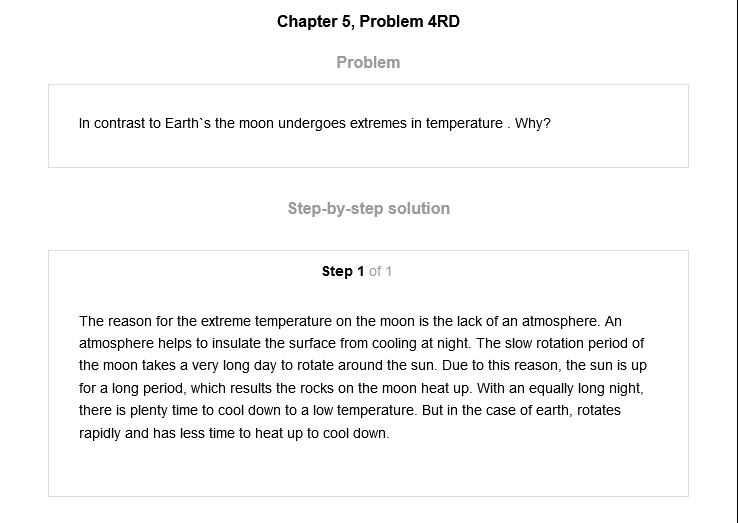 Chapter 5, Problem 4RD
Problem
In contrast to Earth`s the moon undergoes extremes in temperature . Why?
Step-by-step solution
Step 1 of 1
The reason for the extreme temperature on the moon is the lack of an atmosphere. An
atmosphere helps to insulate the surface from cooling at night. The slow rotation period of
the moon takes a very long day to rotate around the sun. Due to this reason, the sun is up
for a long period, which results the rocks on the moon heat up. With an equally long night,
there is plenty time to cool down to a low temperature. But in the case of earth, rotates
rapidly and has less time to heat up to cool down.